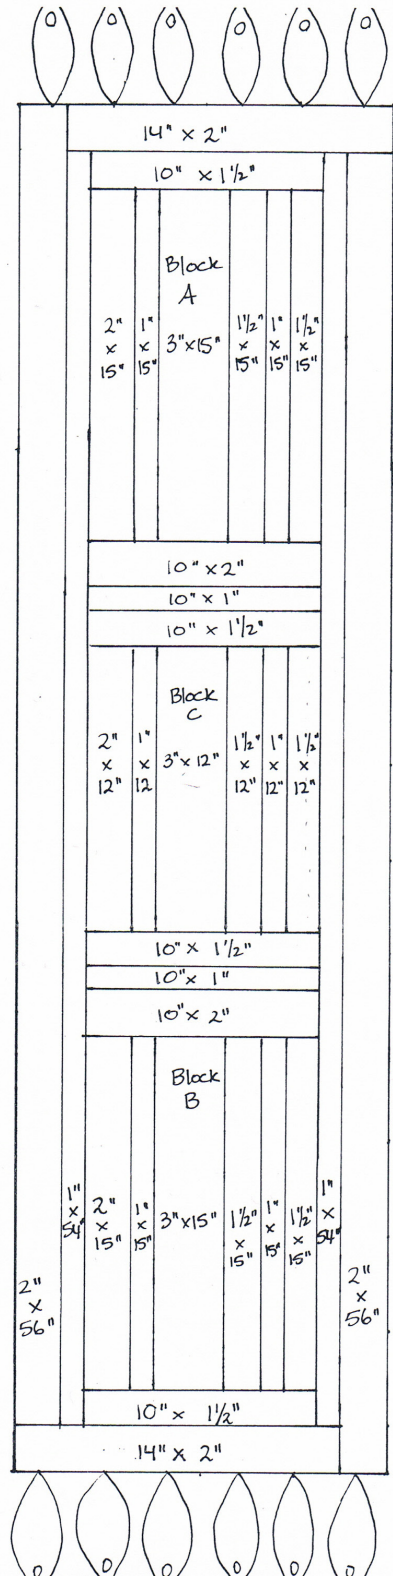 14" x 2"
10" x 1½"
Block
A
2"
x
15"
1"
x
15"
3"x15"
1½"
x
15"
1"
x
15"
1½"
x
15"
10" x 2"
10" x 1"
10" x 1½"
Block
C
2"
x
12"
1"
x
12
3"x 12"
1½"
x
12"
1"
x
12"
1½"
x
12"
10" x 1½"
10" x 1"
10" x 2"
Block
B
1"
x
54"
2"
x
15"
1"
x
15"
3"x15"
1½"
x
15"
1"
x
15"
1½"
x
15"
1"
x
54"
2"
x
56"
2"
x
56"
10" x 1½"
14" x 2"